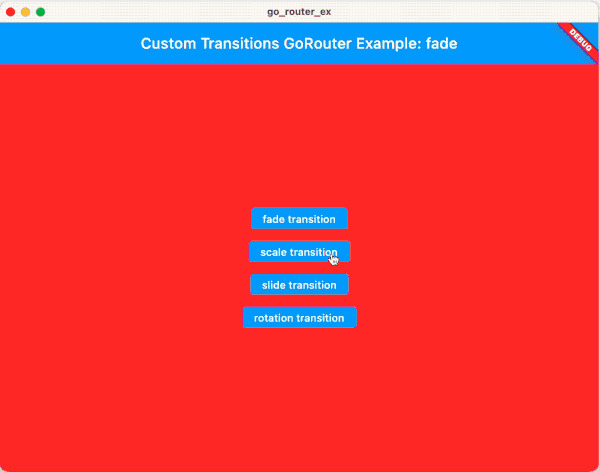 go_router_ex
Custom Transitions GoRouter Example: fade
DEBUG
fade transition
scale transition
slide transition
rotation transition